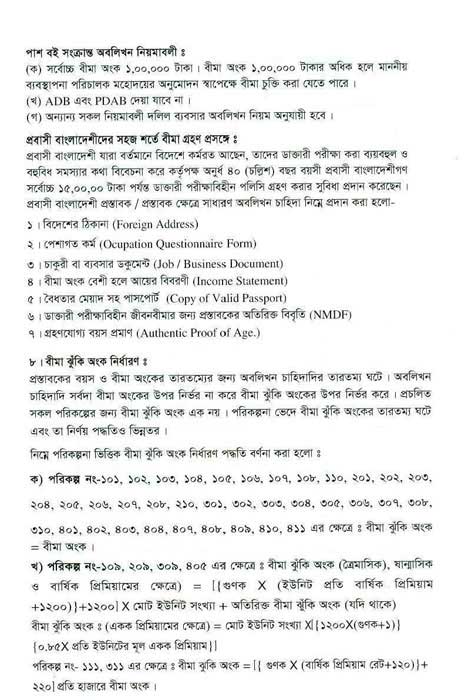 পাশ বই সংক্রান্ত অবলিখন নিয়মাবলী ঃ
(ক) সর্বোচ্চ বীমা অংক ১,০০,০০০ টাকা। বীমা অংক ১,০০,০০০ টাকার অধিক হলে মাননীয়
ব্যবস্থাপনা পরিচালক মহোদয়ের অনুমোদন স্বাপেক্ষে বীমা চুক্তি করা যেতে পারে।
(খ) ADB এবং PDAB দেয়া যাবে না।
(গ) অন্যান্য সকল নিয়মাবলী দলিল ব্যবসার অবলিখন নিয়ম অনুযায়ী হবে।
প্রবাসী বাংলাদেশীদের সহজ শর্তে বীমা গ্রহণ প্রসঙ্গে ঃ
প্রবাসী বাংলাদেশী যারা বর্তমানে বিদেশে কর্মরত আছেন, তাদের ডাক্তারী পরীক্ষা করা ব্যয়বহুল ও
বহুবিধ সমস্যার কথা বিবেচনা করে কর্তৃপক্ষ অনুর্ধ ৪০ (চল্লিশ) বছর বয়সী প্রবাসী বাংলাদেশীগণ
সর্বোচ্চ ১৫,০০,০০ টাকা পর্যন্ত ডাক্তারী পরীক্ষাবিহীন পলিসি গ্রহণ করার সুবিধা প্রদান করেছেন।
প্রবাসী বাংলাদেশী প্রস্তাবক / প্রস্তাবক ক্ষেত্রে সাধারণ অবলিখন চাহিদা নিম্নে প্রদান করা হলো-
১। বিদেশের ঠিকানা (Foreign Address)
২। পেশাগত কর্ম (Ocupation Questionnaire Form)
৩। চাকুরী বা ব্যবসার ডকুমেন্ট (Job / Business Document)
৪। বীমা অংক বেশী হলে আয়ের বিবরণী (Income Statement)
৫। বৈধতার মেয়াদ সহ পাসপোর্ট (Copy of Valid Passport)
৬। ডাক্তারী পরীক্ষাবিহীন জীবনবীমার জন্য প্রস্তাবকের অতিরিক্ত বিবৃতি (NMDF)
৭। গ্রহণযোগ্য বয়স প্রমাণ (Authentic Proof of Age.)
৮। বীমা ঝুঁকি অংক নির্ধারণ ঃ
প্রস্তাবকের বয়স ও বীমা অংকের তারতম্যের জন্য অবলিখন চাহিদাদির তারতম্য ঘটে। অবলিখন
চাহিদাদি সর্বদা বীমা অংকের উপর নির্ভর না করে বীমা ঝুঁকি অংকের উপর নির্ভর করে। প্রচলিত
সকল পরিকল্পের জন্য বীমা ঝুঁকি অংক এক নয়। পরিকল্পনা ভেদে বীমা ঝুঁকি অংকের তারতম্য ঘটে
এবং তা নির্ণয় পদ্ধতিও ভিন্নতর।
নিম্নে পরিকল্পনা ভিত্তিক বীমা ঝুঁকি অংক নির্ধারণ পদ্ধতি বর্ণনা করা হলো ঃ
ক) পরিকল্প নং-১০১, ১০২, ১০৩, ১০৪, ১০৫, ১০৬, ১০৭, ১০৮, ১১০, ২০১, ২০২, ২০৩,
২০৪, ২০৫, ২০৬, ২০৭, ২০৮, ২১০, ৩০১, ৩০২, ৩০৩, ৩০৪, ৩০৫, ৩০৬, ৩০৭, ৩০৮,
৩১০, ৪০১, ৪০২, ৪০৩, ৪০৪, ৪০৭, ৪০৮, ৪০৯, ৪১০, ৪১১ এর ক্ষেত্রে ঃ বীমা ঝুঁকি অংক
= বীমা অংক।
খ) পরিকল্প নং-১০৯, ২০৯, ৩০৯, ৪০৫ এর ক্ষেত্রে ঃ বীমা ঝুঁকি অংক (ত্রৈমাসিক), ষান্মাসিক
ও বার্ষিক প্রিমিয়ামের ক্ষেত্রে) = [{গুণক X (ইউনিট প্রতি বার্ষিক প্রিমিয়াম
+১২০০)}+১২০০] X মোট ইউনিট সংখ্যা + অতিরিক্ত বীমা ঝুঁকি অংক (যদি থাকে)
বীমা ঝুঁকি অংক ঃ (একক প্রিমিয়ামের ক্ষেত্রে) = মোট ইউনিট সংখ্যা X[{১২০০X(গুণক+১)}
{০.৮৫X প্রতি ইউনিটের মূল একক প্রিমিয়াম}]
পরিকল্প নং- ১১১, ৩১১ এর ক্ষেত্রে ঃ বীমা ঝুঁকি অংক = [{ গুণক X (বার্ষিক প্রিমিয়াম রেট+১২০)}+
২২০] প্রতি হাজারে বীমা অংক।